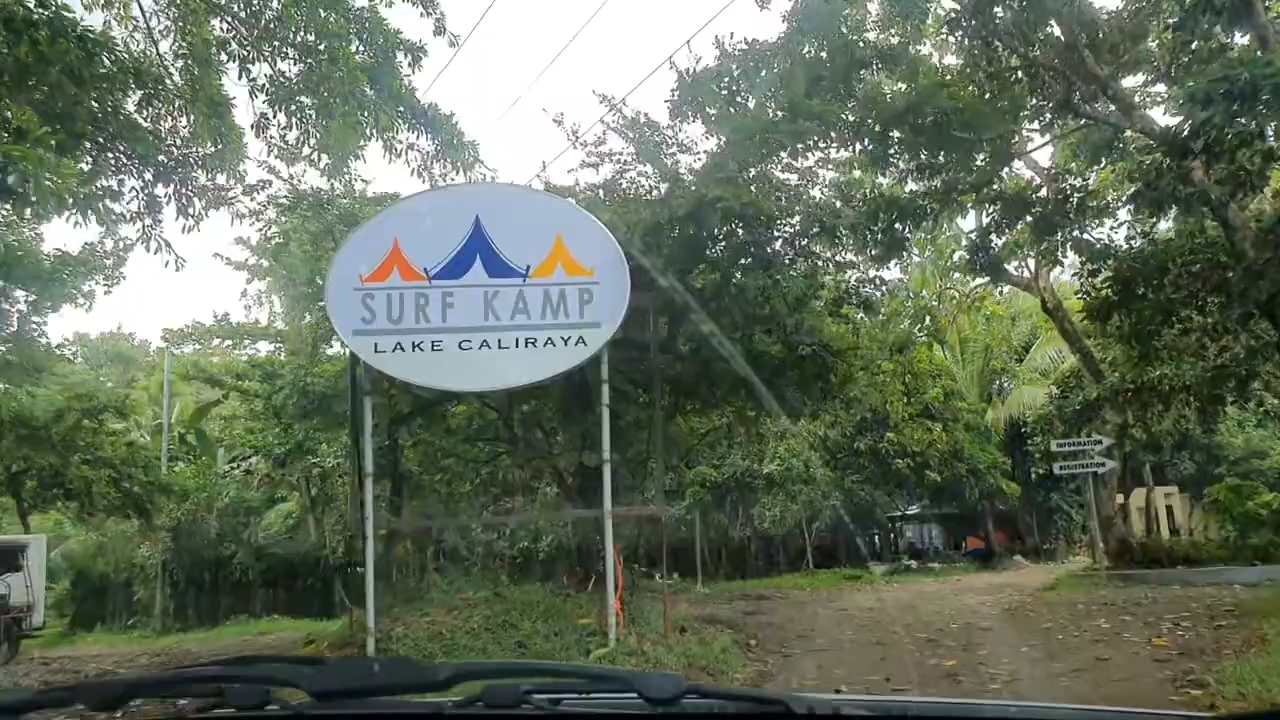 SURF KAMP
LAKE CALIRAYA
INFORMATION
REGISTRATION